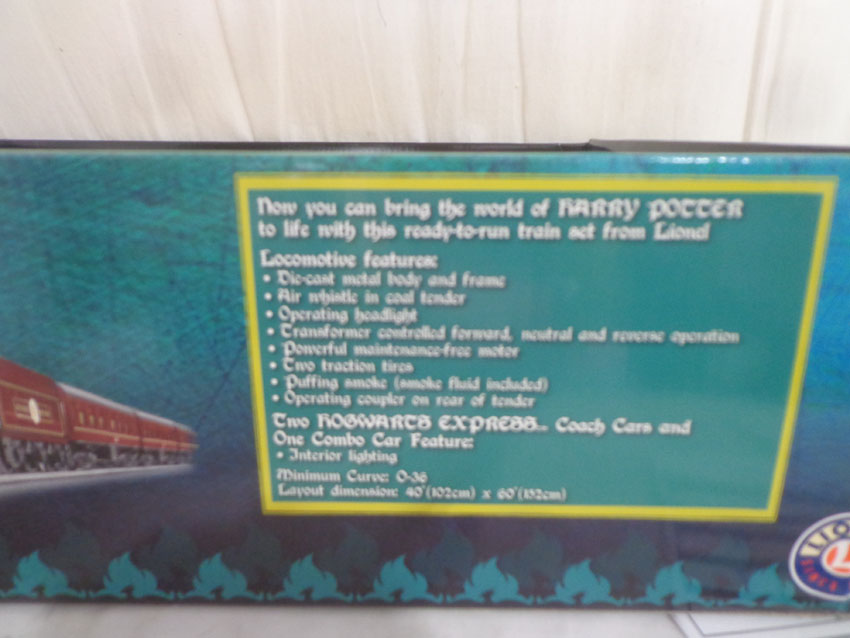 Now you can bring the world of HARRY POTTER
to life with this ready-to-run train set from Lionel
Locomotive features:
• Die-cast metal body and frame
• Air whistle in coal tender
• Operating headlight
• Transformer controlled forward, neutral and reverse operation
• Powerful maintenance-free motor
• Two traction tires
• Puffing smoke (smoke fluid included)
• Operating coupler on rear of tender
Two HOGWARTS EXPRESS™ Coach Cars and
One Combo Car Feature:
• Interior lighting
Minimum Curve: O-36
Layout dimension: 40"(102cm) x 60"(152cm)
LIO
L
SINCE